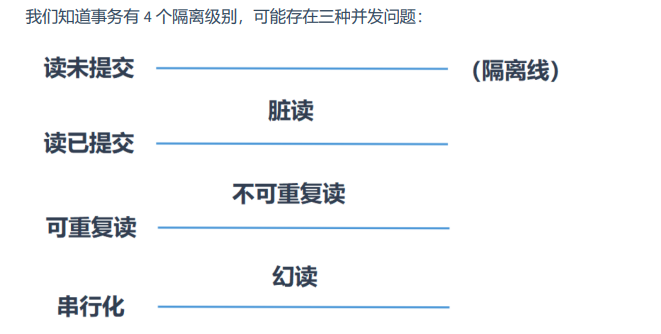 我们知道事务有 4 个隔离级别，可能存在三种并发问题：
读未提交
（隔离线）
脏读
读已提交
不可重复读
可重复读
幻读
串行化